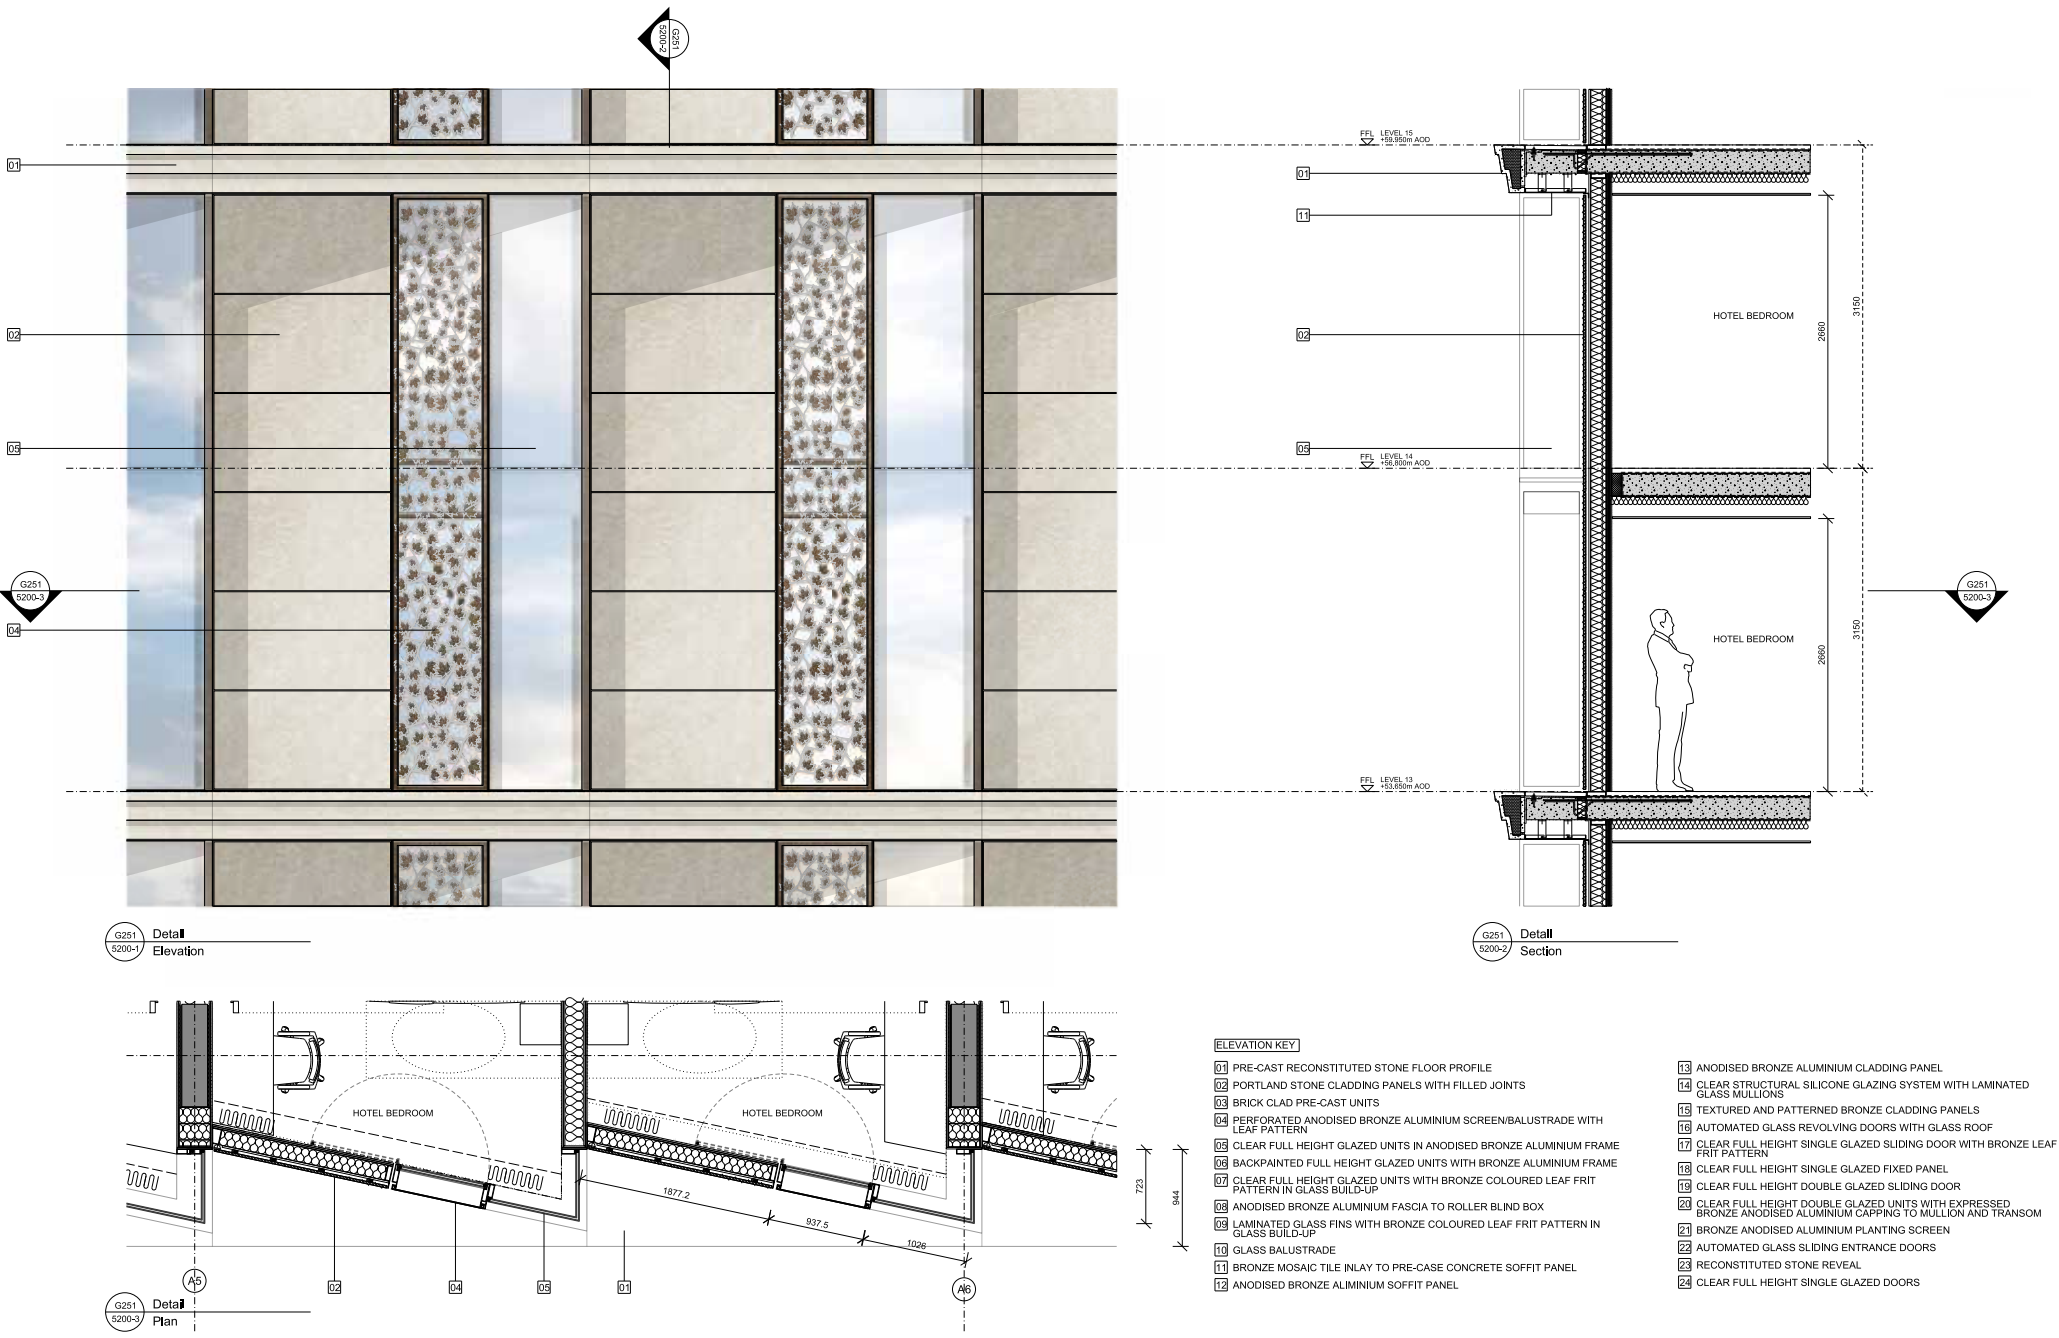 G251
5200-2
01
02
05
G251
5200-3
04
FFL LEVEL 15
+59.950m AOD
01
11
02
05
HOTEL BEDROOM
2660
3150
FFL LEVEL 14
+56.800m AOD
HOTEL BEDROOM
2660
3150
G251
5200-3
FFL LEVEL 13
+53.650m AOD
G251
5200-1
Detail
Elevation
G251
5200-2
Detail
Section
HOTEL BEDROOM
HOTEL BEDROOM
1877.2
937.5
1026
723
944
A5
02
04
05
01
A6
G251
5200-3
Detail
Plan
ELEVATION KEY
01 PRE-CAST RECONSTITUTED STONE FLOOR PROFILE
02 PORTLAND STONE CLADDING PANELS WITH FILLED JOINTS
03 BRICK CLAD PRE-CAST UNITS
04 PERFORATED ANODISED BRONZE ALUMINIUM SCREEN/BALUSTRADE WITH
LEAF PATTERN
05 CLEAR FULL HEIGHT GLAZED UNITS IN ANODISED BRONZE ALUMINIUM FRAME
06 BACKPAINTED FULL HEIGHT GLAZED UNITS WITH BRONZE ALUMINIUM FRAME
07 CLEAR FULL HEIGHT GLAZED UNITS WITH BRONZE COLOURED LEAF FRIT
PATTERN IN GLASS BUILD-UP
08 ANODISED BRONZE ALUMINIUM FASCIA TO ROLLER BLIND BOX
09 LAMINATED GLASS FINS WITH BRONZE COLOURED LEAF FRIT PATTERN IN
GLASS BUILD-UP
10 GLASS BALUSTRADE
11 BRONZE MOSAIC TILE INLAY TO PRE-CASE CONCRETE SOFFIT PANEL
12 ANODISED BRONZE ALIMINIUM SOFFIT PANEL
13 ANODISED BRONZE ALUMINIUM CLADDING PANEL
14 CLEAR STRUCTURAL SILICONE GLAZING SYSTEM WITH LAMINATED
GLASS MULLIONS
15 TEXTURED AND PATTERNED BRONZE CLADDING PANELS
16 AUTOMATED GLASS REVOLVING DOORS WITH GLASS ROOF
17 CLEAR FULL HEIGHT SINGLE GLAZED SLIDING DOOR WITH BRONZE LEAF
FRIT PATTERN
18 CLEAR FULL HEIGHT SINGLE GLAZED FIXED PANEL
19 CLEAR FULL HEIGHT DOUBLE GLAZED SLIDING DOOR
20 CLEAR FULL HEIGHT DOUBLE GLAZED UNITS WITH EXPRESSED
BRONZE ANODISED ALUMINIUM CAPPING TO MULLION AND TRANSOM
21 BRONZE ANODISED ALUMINIUM PLANTING SCREEN
22 AUTOMATED GLASS SLIDING ENTRANCE DOORS
23 RECONSTITUTED STONE REVEAL
24 CLEAR FULL HEIGHT SINGLE GLAZED DOORS